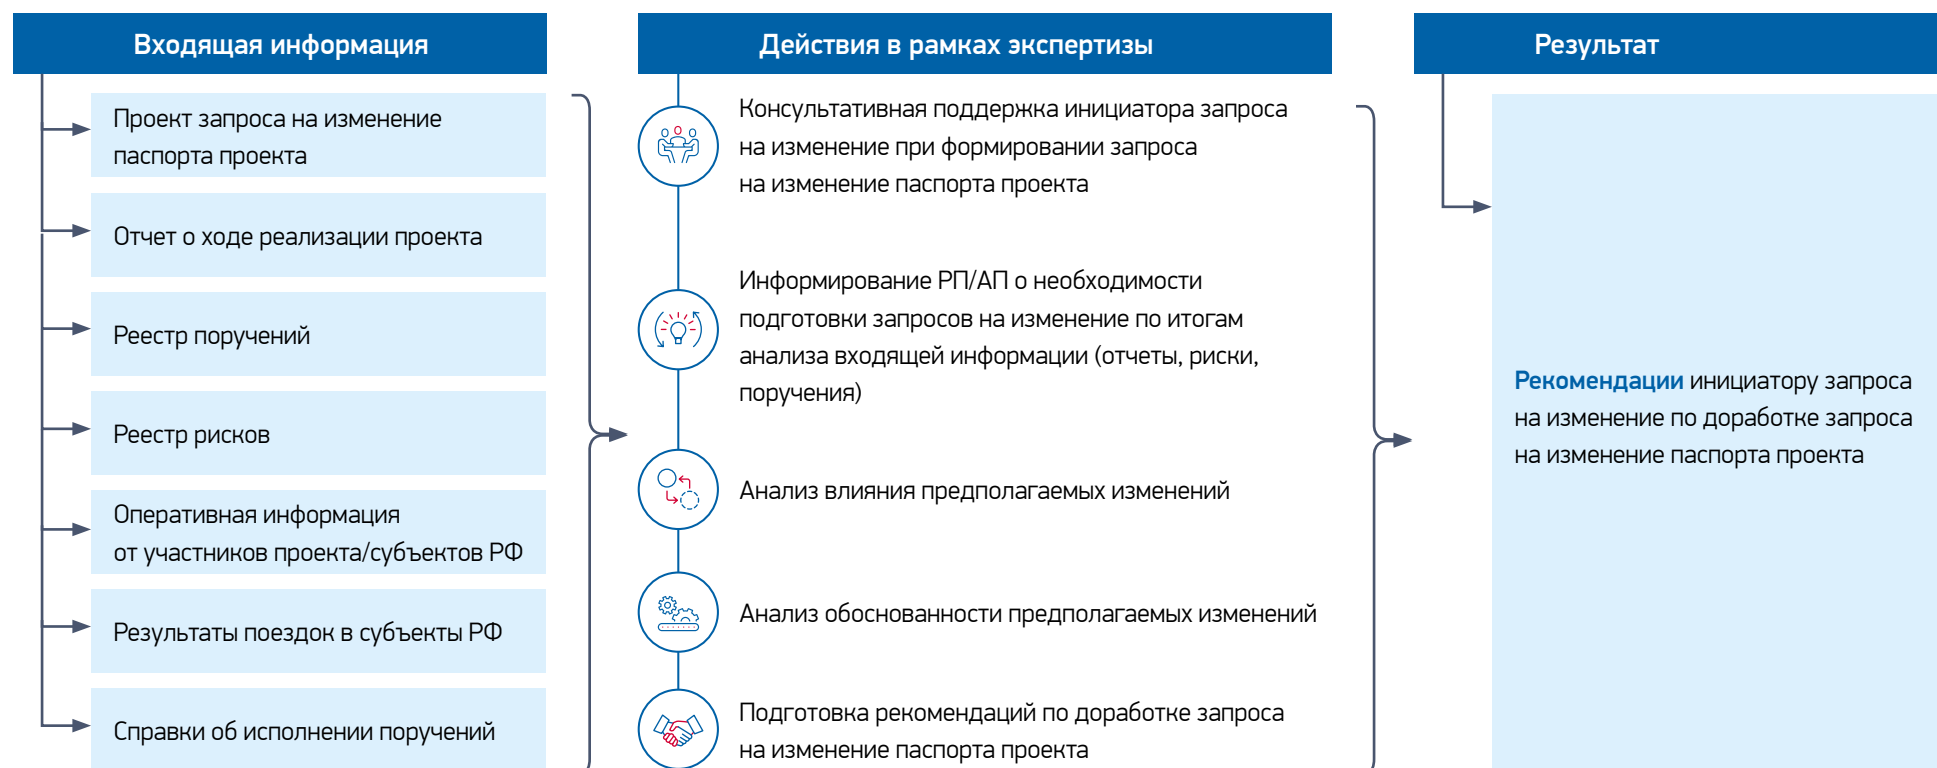 Входящая информация
Проект запроса на изменение
паспорта проекта
Отчет о ходе реализации проекта
Реестр поручений
Реестр рисков
Оперативная информация
от участников проекта/субъектов РФ
Результаты поездок в субъекты РФ
Справки об исполнении поручений
Действия в рамках экспертизы
Консультативная поддержка инициатора запроса
на изменение при формировании запроса
на изменение паспорта проекта
Информирование РП/АП о необходимости
подготовки запросов на изменение по итогам
анализа входящей информации (отчеты, риски,
поручения)
Анализ влияния предполагаемых изменений
Анализ обоснованности предполагаемых изменений
Подготовка рекомендаций по доработке запроса
на изменение паспорта проекта
Результат
Рекомендации инициатору запроса
на изменение по доработке запроса
на изменение паспорта проекта